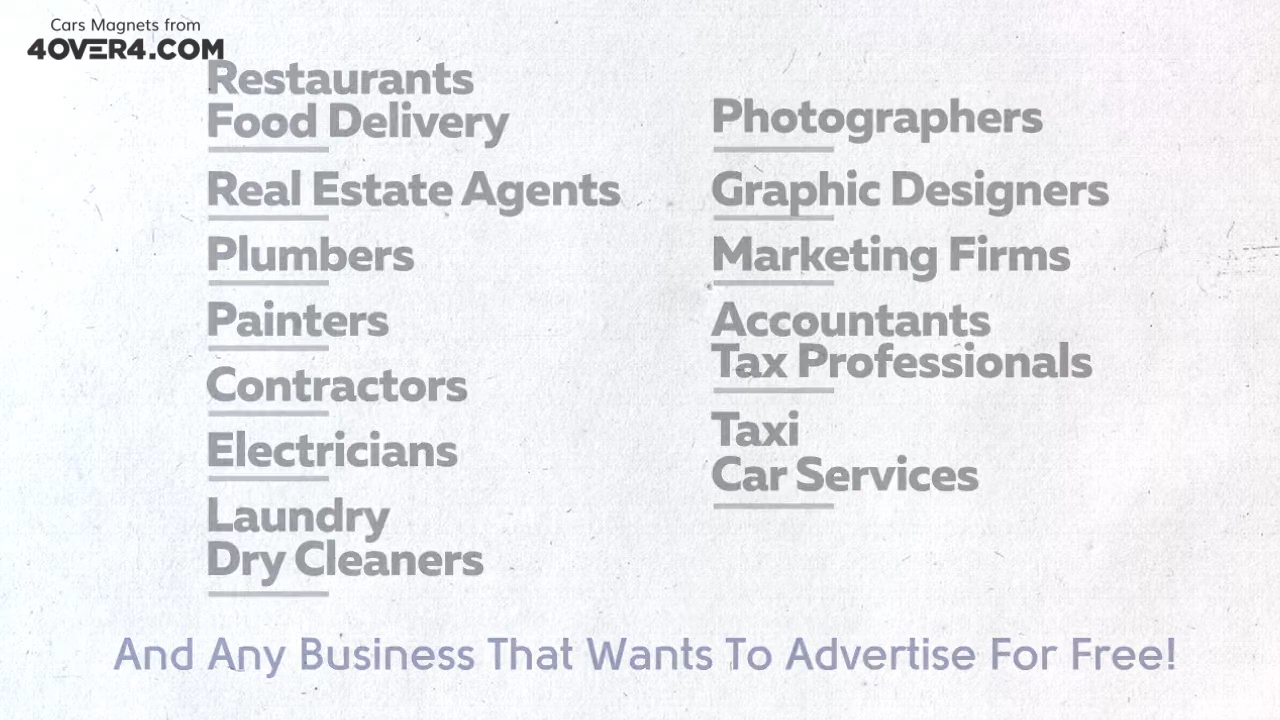 Cars Magnets from
4OVER4.COM
Restaurants
Food Delivery
Real Estate Agents
Plumbers
Painters
Contractors
Electricians
Laundry
Dry Cleaners
Photographers
Graphic Designers
Marketing Firms
Accountants
Tax Professionals
Taxi
Car Services
And Any Business That Wants To Advertise For Free!